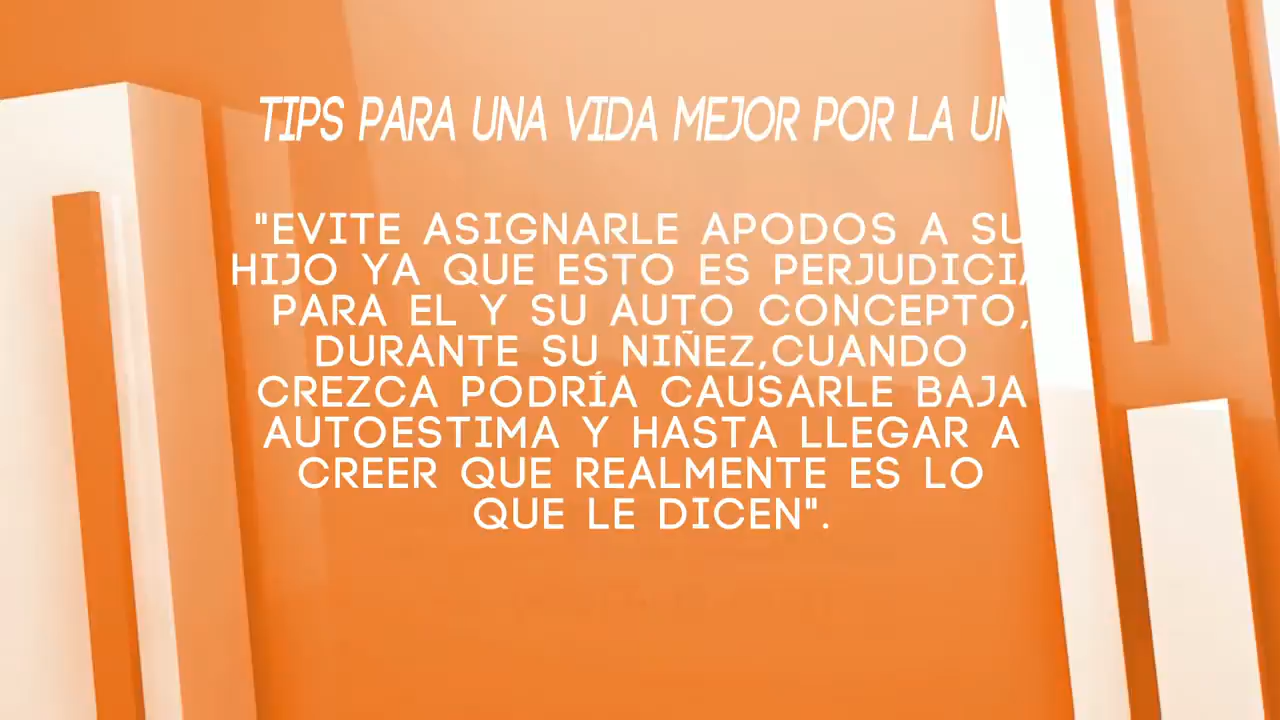 TIPS PARA UNA VIDA MEJOR POR LA
"EVITE ASIGNARLE APODOS A SU
HIJO YA QUE ESTO ES
PARA EL Y SU AUTO CONCEPTO,
DURANTE SU NIÑEZ,CUANDO
CREZCA PODRÍA CAUSARLE BAJA
AUTOESTIMA Y HASTA LLEGAR A
CREER QUE REALMENTE ES LO
QUE LE DICEN".